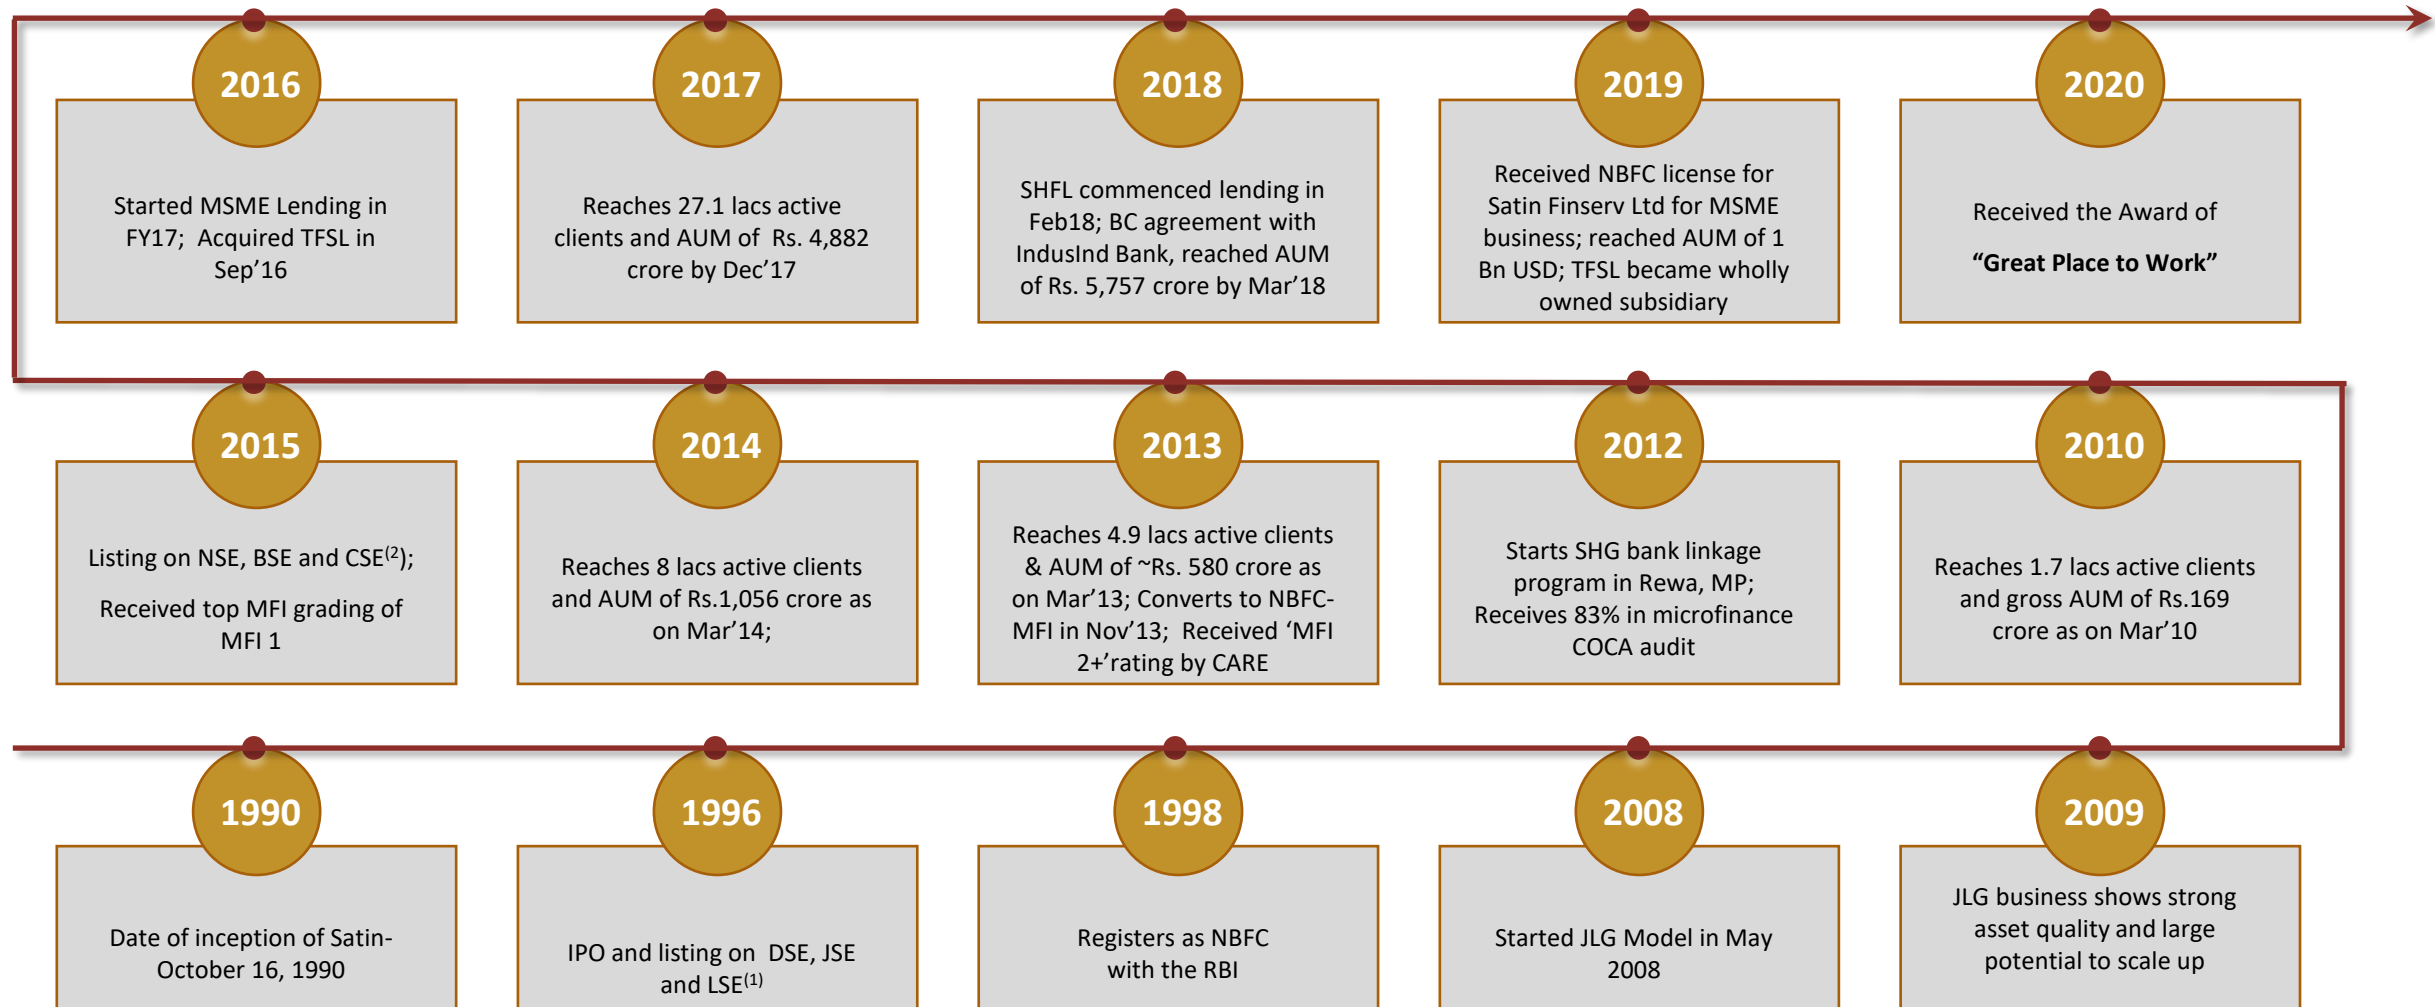 2016
Started MSME Lending in
FY17; Acquired TFSL in
Sep’16
2017
Reaches 27.1 lacs active
clients and AUM of Rs. 4,882
crore by Dec’17
2018
SHFL commenced lending in
Feb18; BC agreement with
IndusInd Bank, reached AUM
of Rs. 5,757 crore by Mar’18
2019
Received NBFC license for
Satin Finserv Ltd for MSME
business; reached AUM of 1
Bn USD; TFSL became wholly
owned subsidiary
2020
Received the Award of
“Great Place to Work”
2015
Listing on NSE, BSE and CSE(2);
Received top MFI grading of
MFI 1
2014
Reaches 8 lacs active clients
and AUM of Rs.1,056 crore as
on Mar’14;
2013
Reaches 4.9 lacs active clients
& AUM of ~Rs. 580 crore as
on Mar’13; Converts to NBFC-
MFI in Nov’13; Received ‘MFI
2+’rating by CARE
2012
Starts SHG bank linkage
program in Rewa, MP;
Receives 83% in microfinance
COCA audit
2010
Reaches 1.7 lacs active clients
and gross AUM of Rs.169
crore as on Mar’10
1990
Date of inception of Satin-
October 16, 1990
1996
IPO and listing on DSE, JSE
and LSE(1)
1998
Registers as NBFC
with the RBI
2008
Started JLG Model in May
2008
2009
JLG business shows strong
asset quality and large
potential to scale up